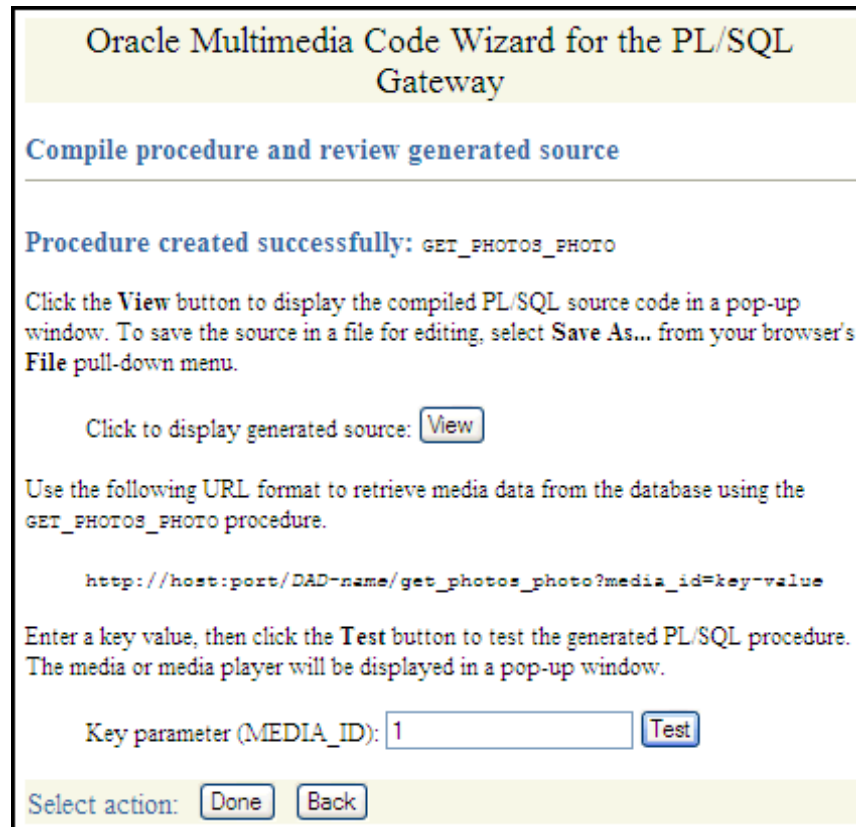 Oracle Multimedia Code Wizard for the PL/SQL
Gateway
Compile procedure and review generated source
Procedure created successfully: GET_PHOTOS_PHOTO
Click the View button to display the compiled PL/SQL source code in a pop-up
window. To save the source in a file for editing, select Save As... from your browser's
File pull-down menu.
Click to display generated source: View
Use the following URL format to retrieve media data from the database using the
GET_PHOTOS_PHOTO procedure.
http://host:port/DAD-name/get_photos_photo?media_id=key-value
Enter a key value, then click the Test button to test the generated PL/SQL procedure.
The media or media player will be displayed in a pop-up window.
Key parameter (MEDIA_ID): 1 Test
Select action: Done Back